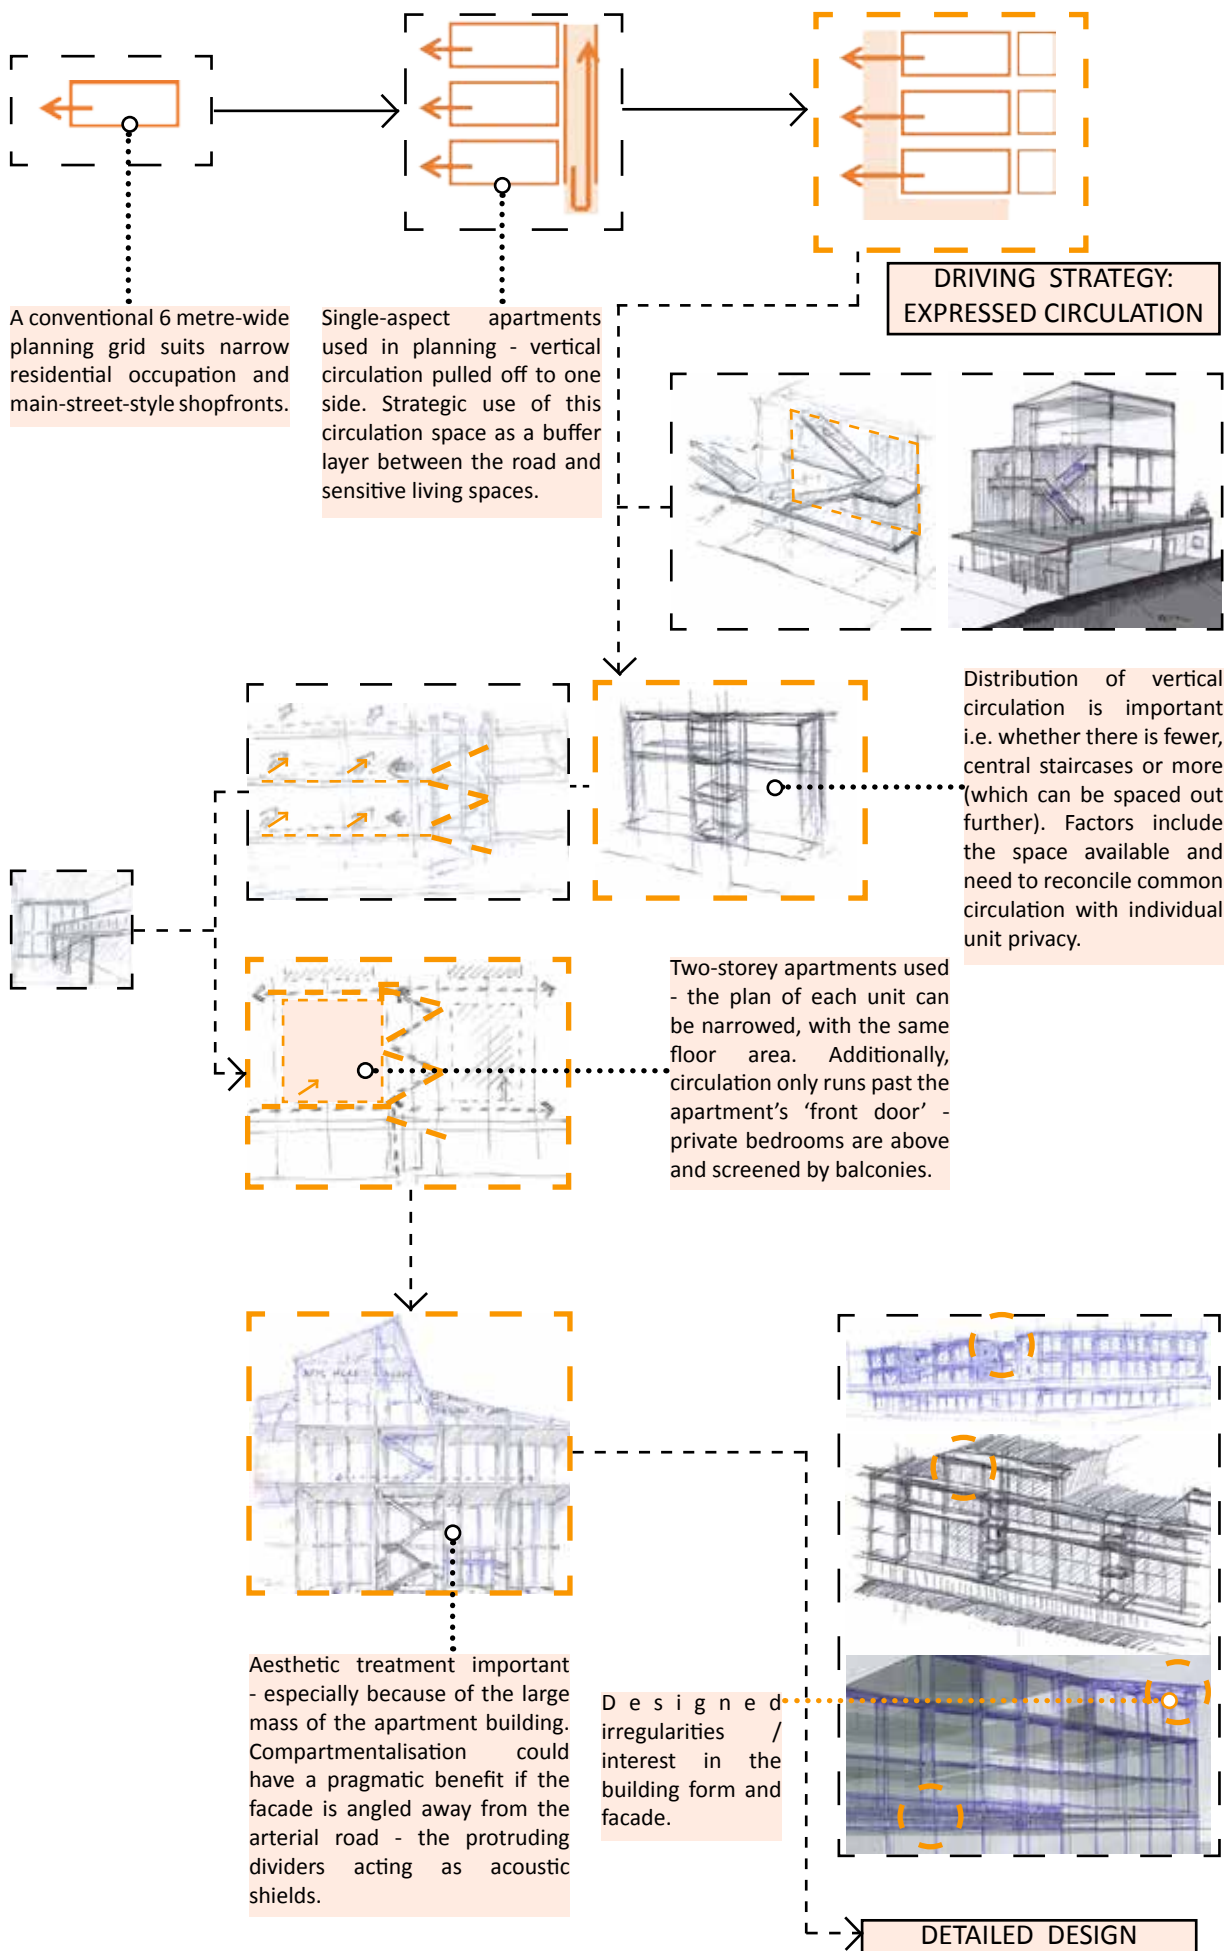 DRIVING STRATEGY:
EXPRESSED CIRCULATION
A conventional 6 metre-wide
planning grid suits narrow
residential occupation and
main-street-style shopfronts.
Single-aspect apartments
used in planning - vertical
circulation pulled off to one
side. Strategic use of this
circulation space as a buffer
layer between the road and
sensitive living spaces.
Distribution of vertical
circulation is important
i.e. whether there is fewer,
central staircases or more
(which can be spaced out
further). Factors include
the space available and
need to reconcile common
circulation with individual
unit privacy.
Two-storey apartments used
- the plan of each unit can
be narrowed, with the same
floor area. Additionally,
circulation only runs past the
apartment’s ‘front door’ -
private bedrooms are above
and screened by balconies.
Aesthetic treatment important
- especially because of the large
mass of the apartment building.
Compartmentalisation could
have a pragmatic benefit if the
facade is angled away from the
arterial road - the protruding
dividers acting as acoustic
shields.
Designed
irregularities /
interest in the
building form and
facade.
DETAILED DESIGN